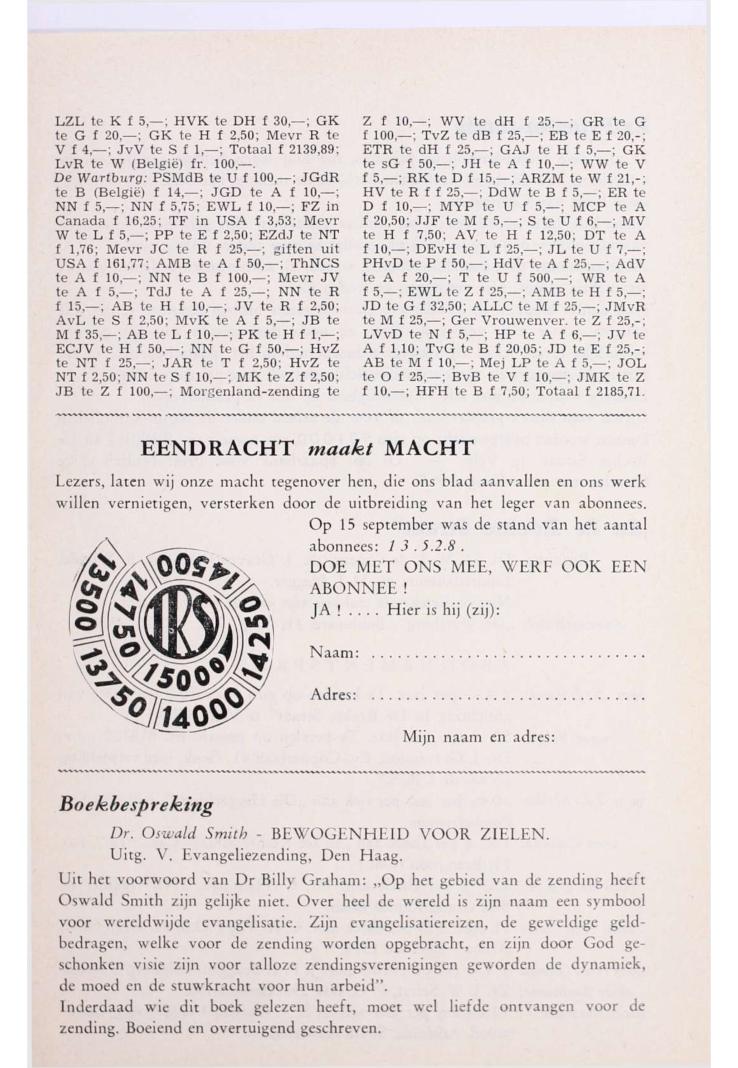 LZL te K f 5,—; HVK te DH f 30,—; GK
te G f 20,—; GK te H f 2,50; Mevr R te
V f 4,—; JvV te S f 1,—; Totaal f 2139,89;
LvR te W (België) fr. 100,—.
De Wartburg: PSMdB te U f 100,—; JGdR
te B (België) f 14,—; JGD te A f 10,—;
NN f 5,—; NN f 5,75; EWL f 10,—; FZ in
Canada f 16,25; TF in USA f 3,53; Mevr
W te L f 5,—; PP te E f 2,50; EZdJ te NT
f 1,76; Mevr JC te R f 25,—; giften uit
USA f 161,77; AMB te A f 50,—; ThNCS
te A f 10,—; NN te B f 100,—; Mevr JV
te A f 5,—; TdJ te A f 25,—; NN te R
f 15,—; AB te H f 10,—; JV te R f 2,50;
AvL te S f 2,50; MvK te A f 5,—; JB te
M f 35,—; AB te L f 10,—; PK te H f 1,—;
ECJV te H f 50,—; NN te G f 50,—; HvZ
te NT f 25,—; JAR te T f 2,50; HvZ te
NT f 2,50; NN te S f 10,—; MK te Z f 2,50;
JB te Z f 100,—; Morgenland-zending te
Z f 10,—; WV te dH f 25,—; GR te G
f 100,—; TvZ te dB f 25,—; EB te E f 20,-;
ETR te dH f 25,—; GAJ te H f 5,—; GK
te sG f 50,—; JH te A f 10,—; WW te V
f 5,—; RK te D f 15,—; ARZM te W f 21,-;
HV te R f f 25,—; DdW te B f 5,—; ER te
D f 10,—; MYP te U f 5,—; MCP te A
f 20,50; JJF te M f 5,—; S te U f 6,—; MV
te H f 7,50; AV te H f 12,50; DT te A
f 10,—; DEvH te L f 25,—; JL te U f 7,—;
PHvD te P f 50,—; HdV te A f 25,—; AdV
te A f 20,—; T te U f 500,—; WR te A
f 5,—; EWL te Z f 25,—; AMB te H f 5,—;
JD te G f 32,50; ALLC te M f 25,—; JMvR
te M f 25,—; Ger Vrouwenver. te Z f 25,-;
LVvD te N f 5,—; HP te A f 6,—; JV te
A f 1,10; TvG te B f 20,05; JD te E f 25,-;
AB te M f 10,—; Mej LP te A f 5,—; JOL
te O f 25,—; BvB te V f 10,—; JMK te Z
f 10,—; HFH te B f 7,50; Totaal f 2185,71.
EENDRACHT maakt MACHT
Lezers, laten wij onze macht tegenover hen, die ons blad aanvallen en ons werk
willen vernietigen, versterken door de uitbreiding van het leger van abonnees.
Op 15 september was de stand van het aantal
abonnees: 13.5.2.8.
DOE MET ONS MEE, WERF OOK EEN
ABONNEE !
JA ! .... Hier is hij (zij):
Naam: ................................
Adres: ................................
Mijn naam en adres:
13500
13750
14000
14250
14500
14750
15000
IRS
Boekbespreking
Dr. Oswald Smith - BEWOGENHEID VOOR ZIELEN.
Uitg. V. Evangeliezending, Den Haag.
Uit het voorwoord van Dr Billy Graham: „Op het gebied van de zending heeft
Oswald Smith zijn gelijke niet. Over heel de wereld is zijn naam een symbool
voor wereldwijde evangelisatie. Zijn evangelisatiereizen, de geweldige geld-
bedragen, welke voor de zending worden opgebracht, en zijn door God ge-
schonken visie zijn voor talloze zendingsverenigingen geworden de dynamiek,
de moed en de stuwkracht voor hun arbeid”.
Inderdaad wie dit boek gelezen heeft, moet wel liefde ontvangen voor de
zending. Boeiend en overtuigend geschreven.